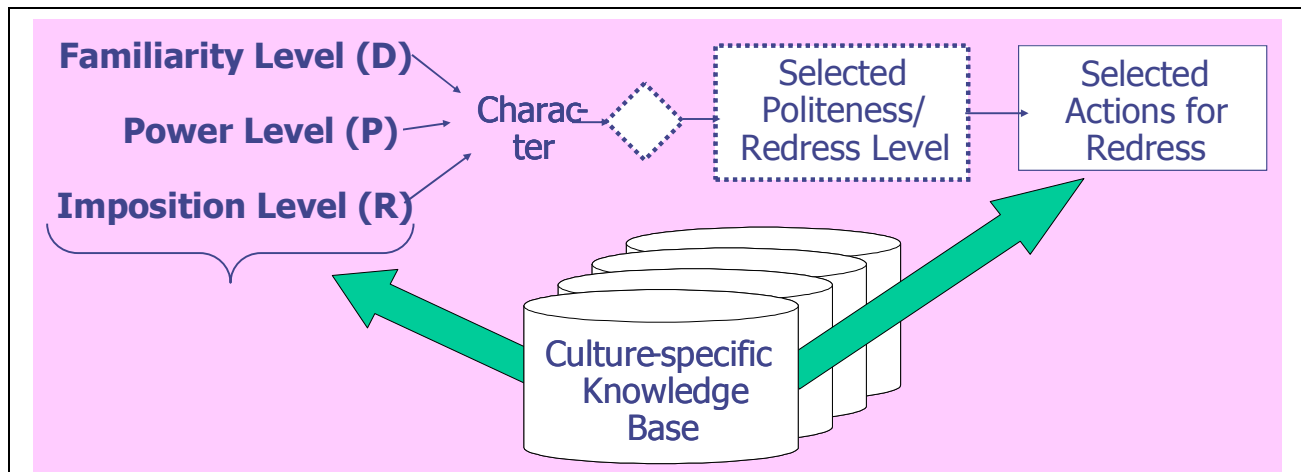 Familiarity Level (D)
Power Level (P)
Imposition Level (R)
Charac-
ter
Selected
Politeness/
Redress Level
Selected
Actions for
Redress
Culture-specific
Knowledge
Base